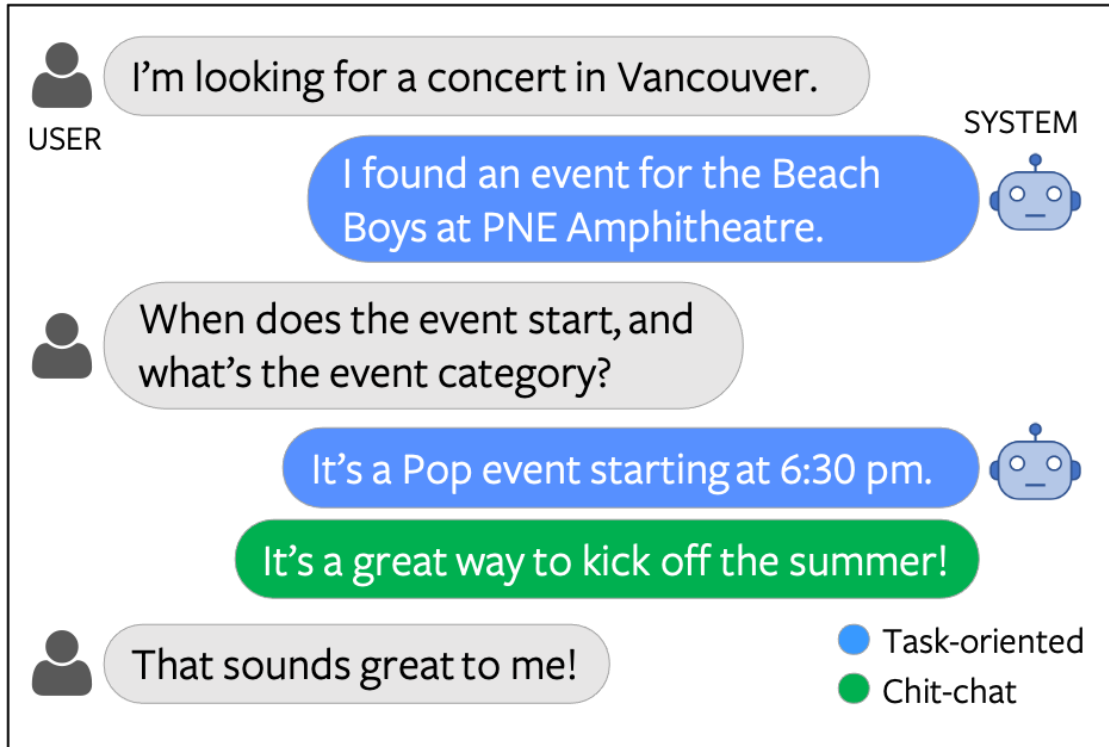 I'm looking for a concert in Vancouver.
USER
SYSTEM
I found an event for the Beach
Boys at PNE Amphitheatre.
When does the event start, and
what's the event category?
It's a Pop event starting at 6:30 pm.
It's a great way to kick off the summer!
That sounds great to me!
Task-oriented
Chit-chat